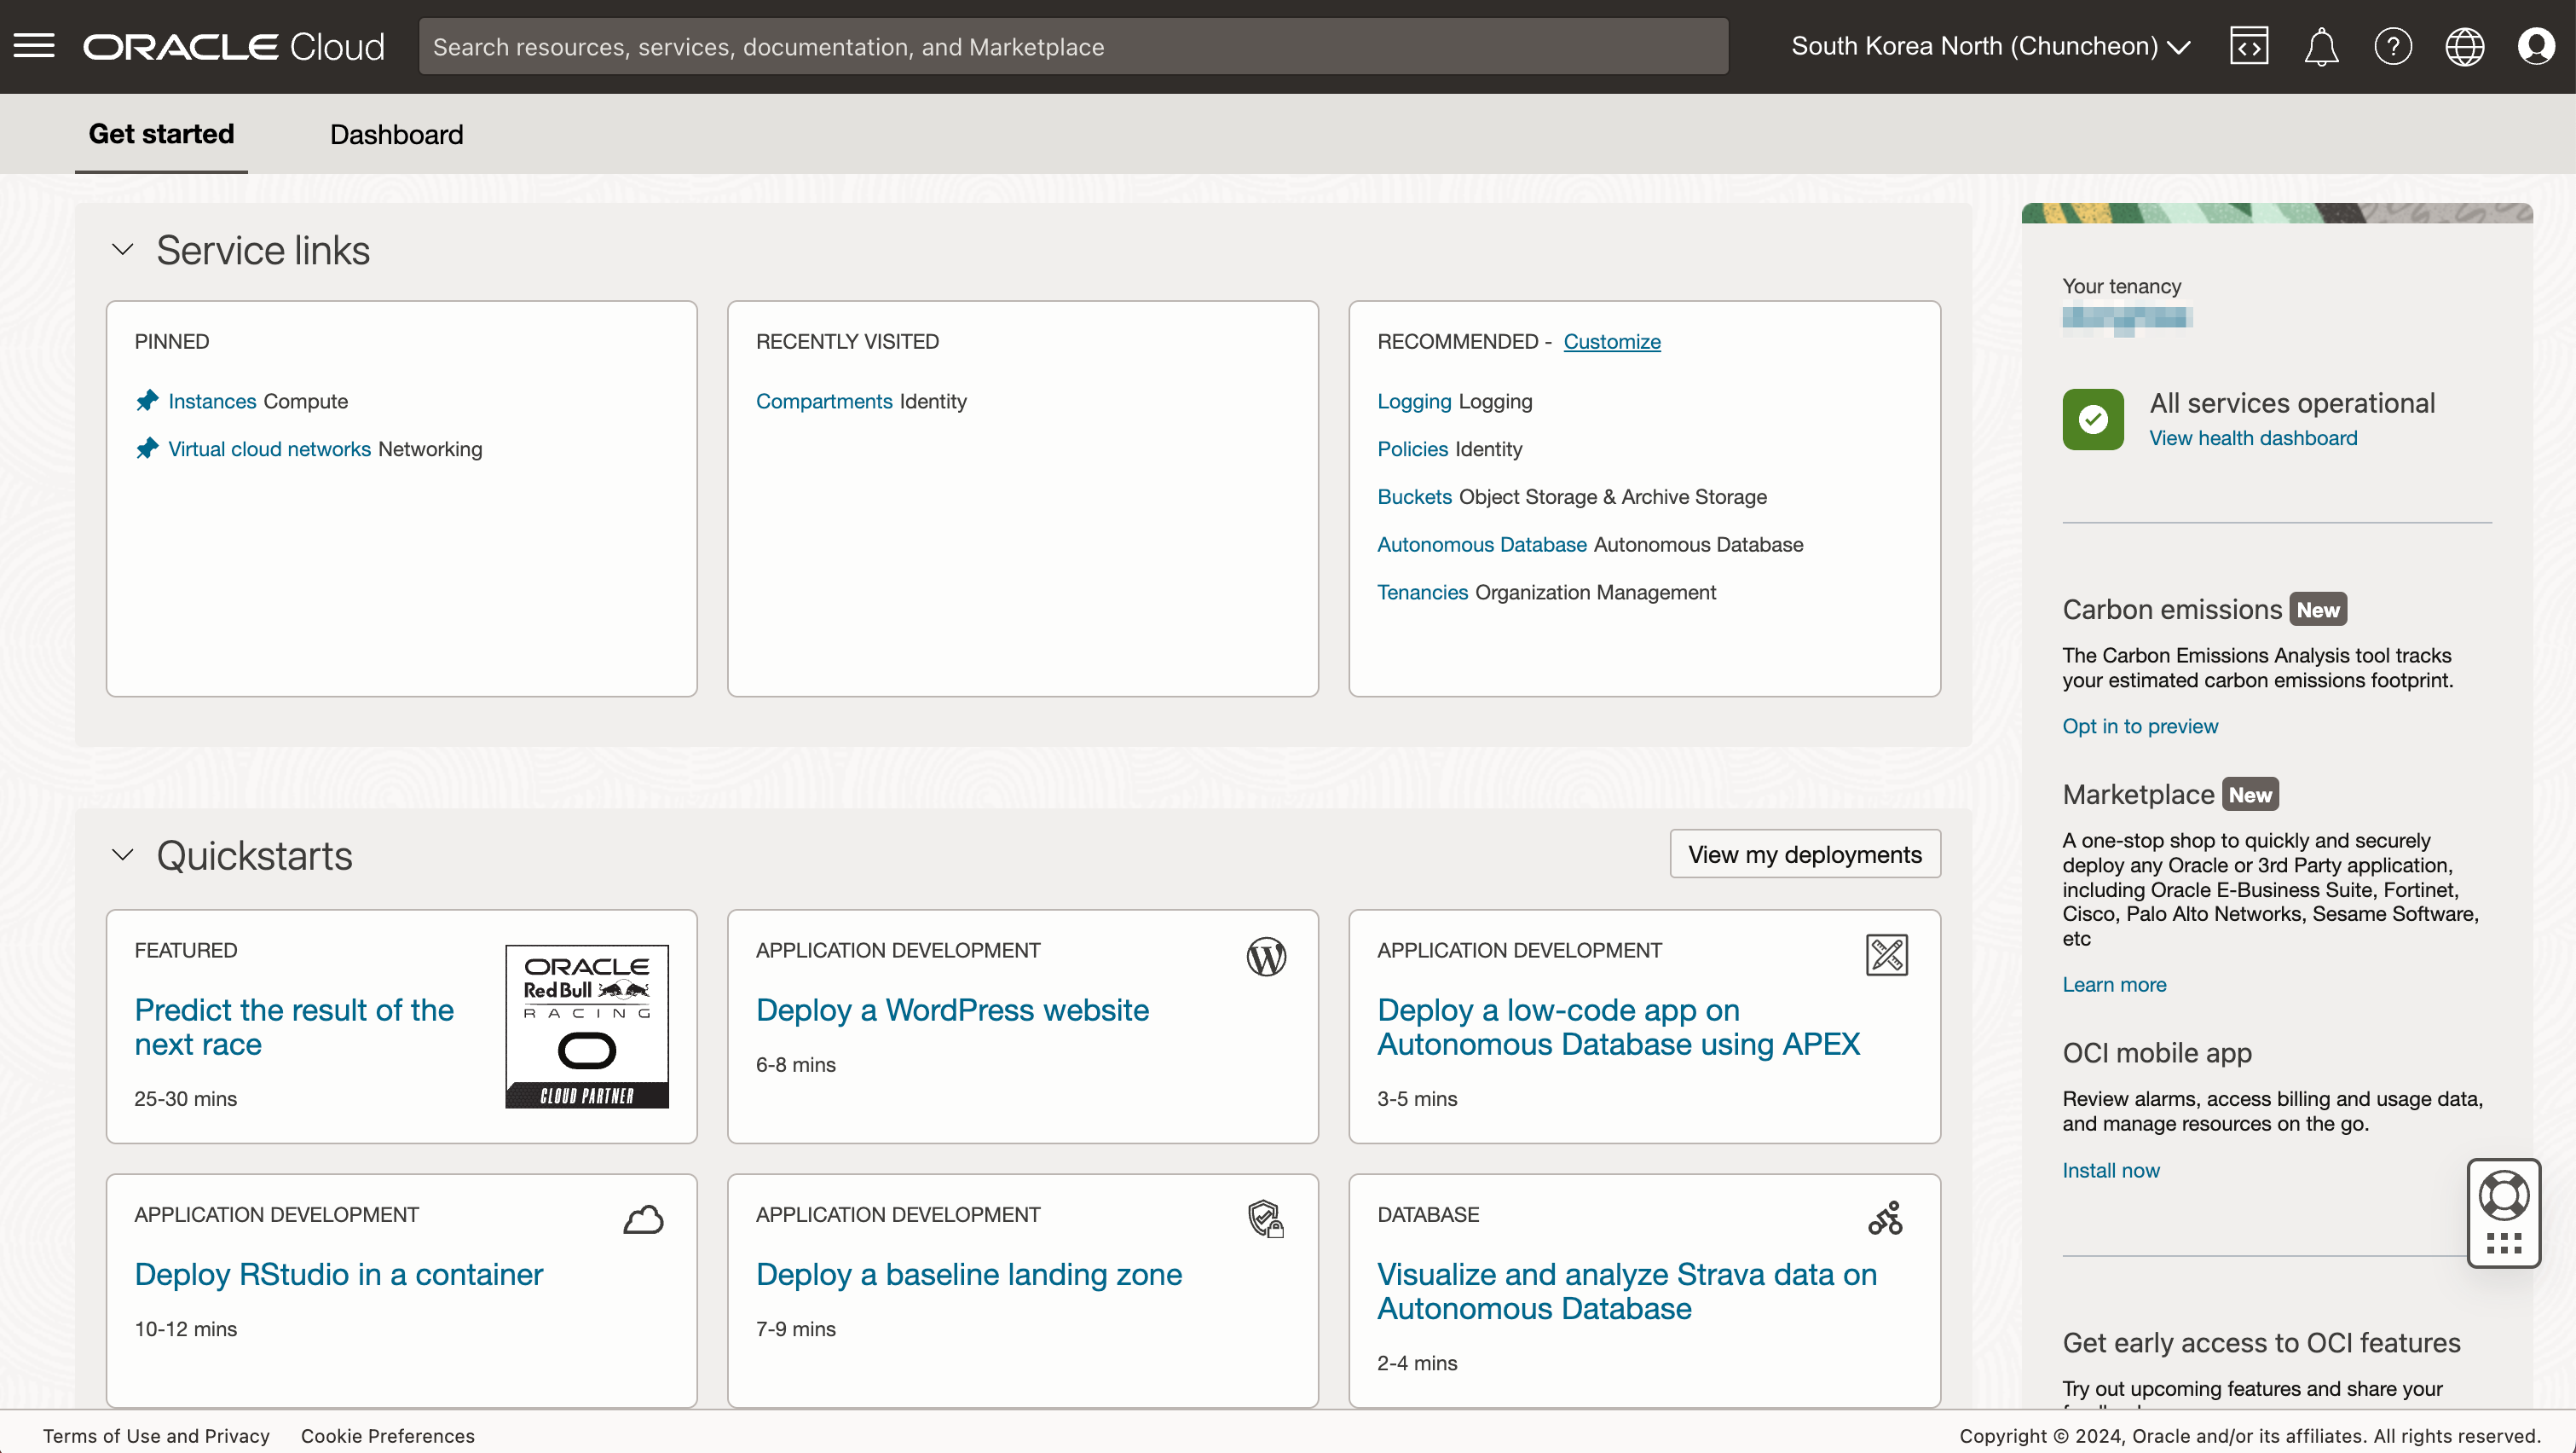 ORACLE Cloud
Search resources, services, documentation, and Marketplace
South Korea North (Chuncheon)
Get started
Dashboard
Service links
PINNED
Instances Compute
Virtual cloud networks Networking
RECENTLY VISITED
Compartments Identity
RECOMMENDED - Customize
Logging Logging
Policies Identity
Buckets Object Storage & Archive Storage
Autonomous Database Autonomous Database
Tenancies Organization Management
Quickstarts
View my deployments
FEATURED
Predict the result of the
next race
25-30 mins
ORACLE
Red Bull
RACING
CLOUD PARTNER
APPLICATION DEVELOPMENT
Deploy a WordPress website
6-8 mins
APPLICATION DEVELOPMENT
Deploy a low-code app on
Autonomous Database using APEX
3-5 mins
APPLICATION DEVELOPMENT
Deploy RStudio in a container
10-12 mins
APPLICATION DEVELOPMENT
Deploy a baseline landing zone
7-9 mins
DATABASE
Visualize and analyze Strava data on
Autonomous Database
2-4 mins
Your tenancy
All services operational
View health dashboard
Carbon emissions New
The Carbon Emissions Analysis tool tracks
your estimated carbon emissions footprint.
Opt in to preview
Marketplace New
A one-stop shop to quickly and securely
deploy any Oracle or 3rd Party application,
including Oracle E-Business Suite, Fortinet,
Cisco, Palo Alto Networks, Sesame Software,
etc
Learn more
OCI mobile app
Review alarms, access billing and usage data,
and manage resources on the go.
Install now
Get early access to OCI features
Try out upcoming features and share your
Terms of Use and Privacy
Cookie Preferences
Copyright © 2024, Oracle and/or its affiliates. All rights reserved.